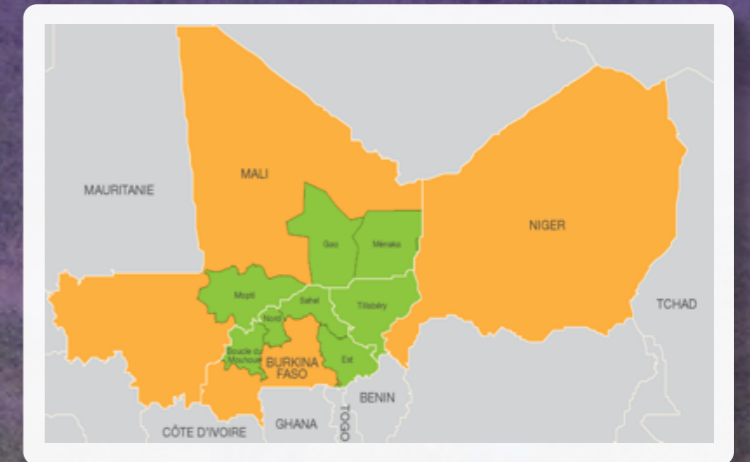 MALI
MAURITANIE
NIGER
Gao
Ménaka
Mopti
Sahel
Tillabéry
TCHAD
Nord
Boucle du
Mouhoun
Est
BURKINA
FASO
BENIN
TOGO
GHANA
CÔTE D'IVOIRE